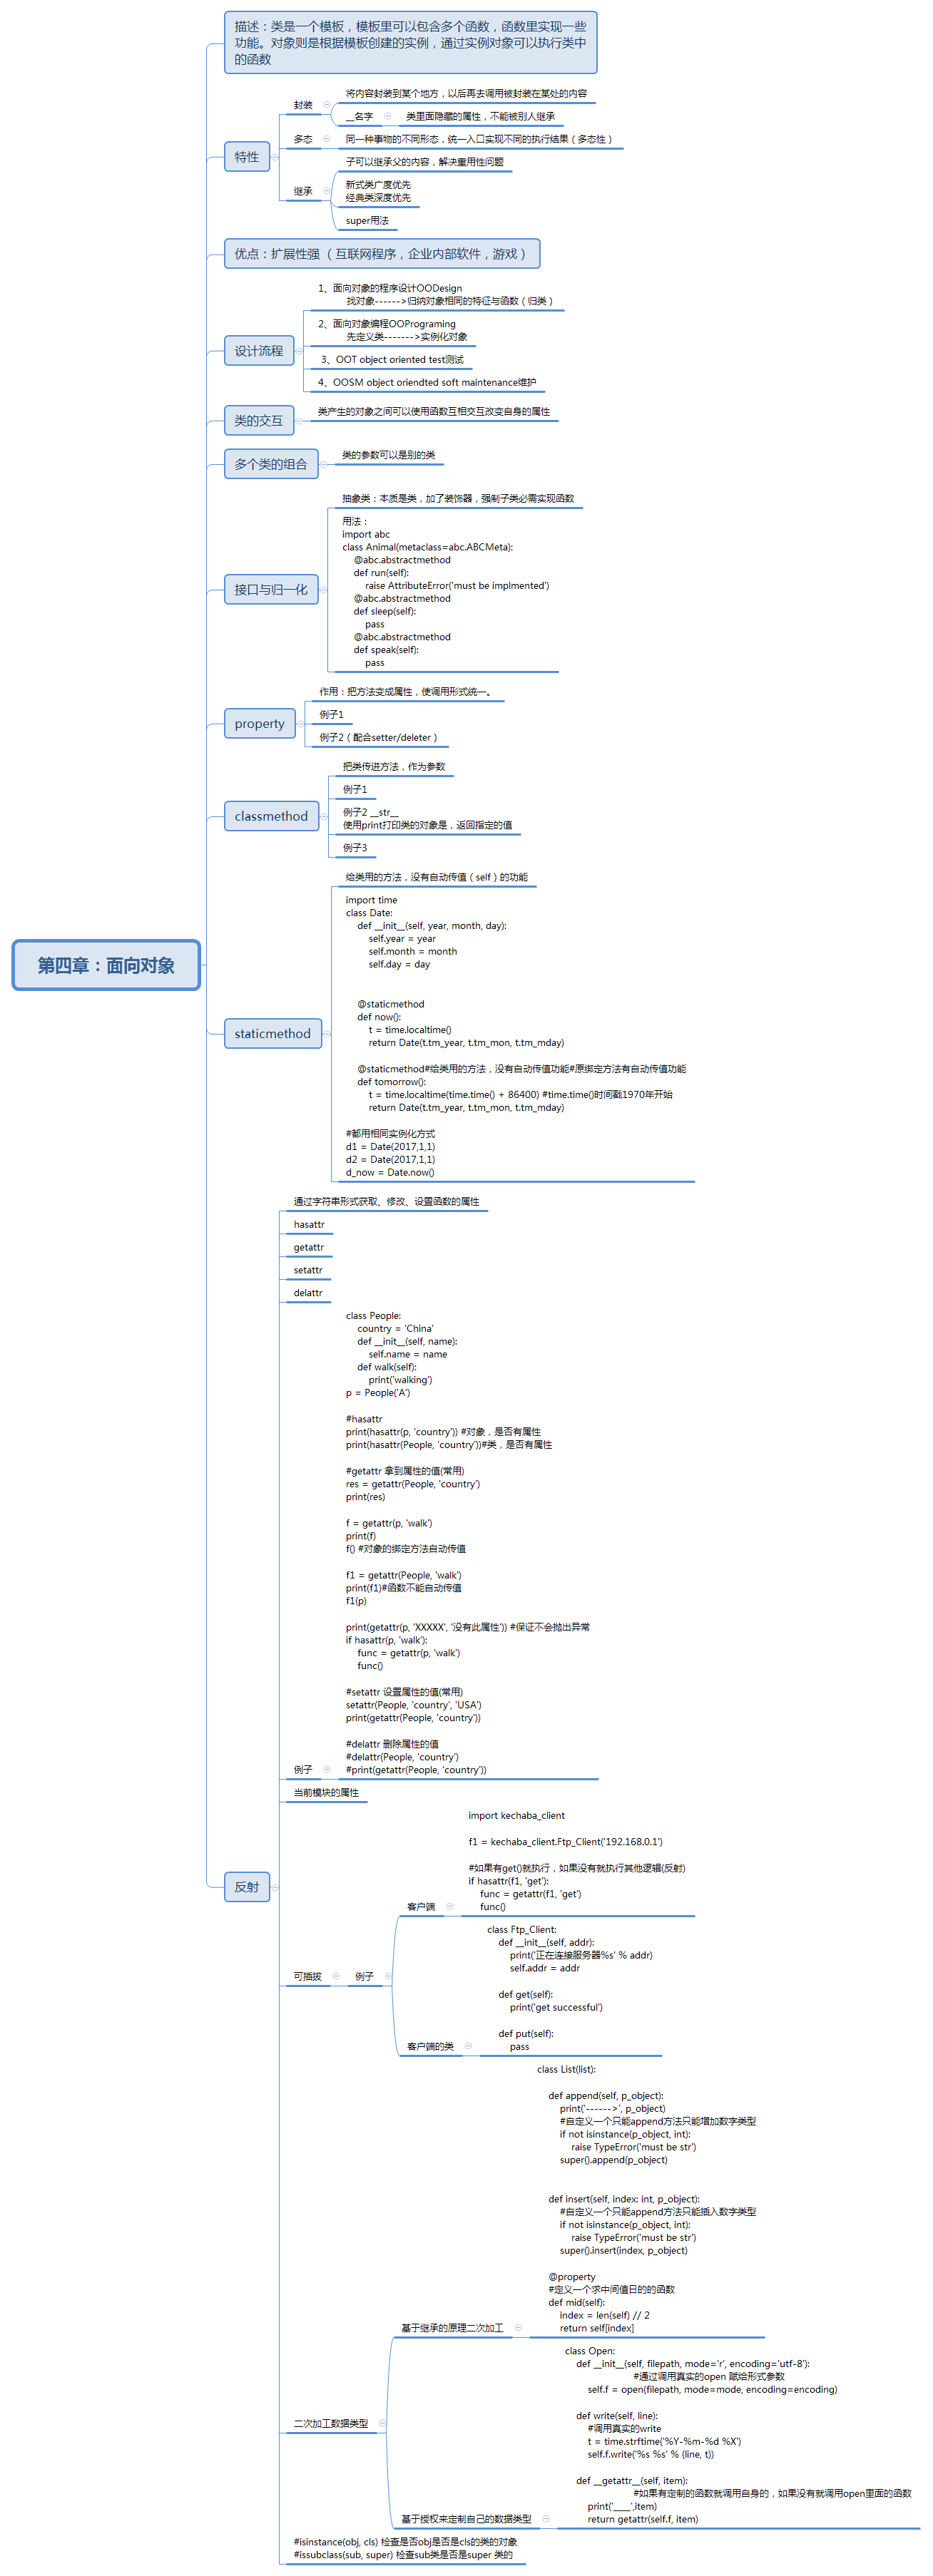 第四章：面向对象
描述：类是一个模板，模板里可以包含多个函数，函数里实现一些
功能。对象则是根据模板创建的实例，通过实例对象可以执行类中
的函数
特性
封装
将内容封装到某个地方，以后再去调用被封装在某处的内容
__名字
类里面隐藏的属性，不能被别人继承
多态
同一种事物的不同形态，统一入口实现不同的执行结果（多态性）
继承
子可以继承父的内容，解决重用性问题
新式类广度优先
经典类深度优先
super用法
优点：扩展性强（互联网程序，企业内部软件，游戏）
设计流程
1、面向对象的程序设计OODesign
找对象------>归纳对象相同的特征与函数（归类）
2、面向对象编程OOPrograming
先定义类------->实例化对象
3、OOT object oriented test测试
4、OOSM object oriendted soft maintenance维护
类的交互
类产生的对象之间可以使用函数互相交互改变自身的属性
多个类的组合
类的参数可以是别的类
接口与归一化
抽象类：本质是类，加了装饰器，强制子类必需实现函数
用法：
import abc
class Animal(metaclass=abc.ABCMeta):
    @abc.abstractmethod
    def run(self):
        raise AttributeError('must be implmented')
    @abc.abstractmethod
    def sleep(self):
        pass
    @abc.abstractmethod
    def speak(self):
        pass
property
作用：把方法变成属性，使调用形式统一。
例子1
例子2（配合setter/deleter）
classmethod
把类传进方法，作为参数
例子1
例子2 __str__
使用print打印类的对象是，返回指定的值
例子3
staticmethod
给类用的方法，没有自动传值（self）的功能
import time
class Date:
    def __init__(self, year, month, day):
        self.year = year
        self.month = month
        self.day = day
    @staticmethod
    def now():
        t = time.localtime()
        return Date(t.tm_year, t.tm_mon, t.tm_mday)
    @staticmethod#给类用的方法，没有自动传值功能#原绑定方法有自动传值功能
    def tomorrow():
        t = time.localtime(time.time() + 86400) #time.time()时间戳1970年开始
        return Date(t.tm_year, t.tm_mon, t.tm_mday)
#都用相同实例化方式
d1 = Date(2017,1,1)
d2 = Date(2017,1,1)
d_now = Date.now()
反射
通过字符串形式获取、修改、设置函数的属性
hasattr
getattr
setattr
delattr
例子
class People:
    country = 'China'
    def __init__(self, name):
        self.name = name
    def walk(self):
        print('walking')
p = People('A')
#hasattr
print(hasattr(p, 'country')) #对象，是否有属性
print(hasattr(People, 'country'))#类，是否有属性
#getattr 拿到属性的值(常用)
res = getattr(People, 'country')
print(res)
f = getattr(p, 'walk')
print(f)
f() #对象的绑定方法自动传值
f1 = getattr(People, 'walk')
print(f1)#函数不能自动传值
f1(p)
print(getattr(p, 'XXXXX', '没有此属性')) #保证不会抛出异常
if hasattr(p, 'walk'):
    func = getattr(p, 'walk')
    func()
#setattr 设置属性的值(常用)
setattr(People, 'country', 'USA')
print(getattr(People, 'country'))
#delattr 删除属性的值
#delattr(People, 'country')
#print(getattr(People, 'country'))
当前模块的属性
可插拔
例子
客户端
import kechaba_client
f1 = kechaba_client.Ftp_Client('192.168.0.1')
#如果有get()就执行，如果没有就执行其他逻辑(反射)
if hasattr(f1, 'get'):
    func = getattr(f1, 'get')
    func()
客户端的类
class Ftp_Client:
    def __init__(self, addr):
        print('正在连接服务器%s' % addr)
        self.addr = addr
    def get(self):
        print('get successful')
    def put(self):
        pass
二次加工数据类型
基于继承的原理二次加工
class List(list):
    def append(self, p_object):
        print('------>', p_object)
        #自定义一个只能append方法只能增加数字类型
        if not isinstance(p_object, int):
            raise TypeError('must be str')
        super().append(p_object)
    def insert(self, index: int, p_object):
        #自定义一个只能append方法只能插入数字类型
        if not isinstance(p_object, int):
            raise TypeError('must be str')
        super().insert(index, p_object)
    @property
    #定义一个求中间值日的的函数
    def mid(self):
        index = len(self) // 2
        return self[index]
基于授权来定制自己的数据类型
class Open:
    def __init__(self, filepath, mode='r', encoding='utf-8'):
        #通过调用真实的open 赋给形式参数
        self.f = open(filepath, mode=mode, encoding=encoding)
    def write(self, line):
        #调用真实的write
        t = time.strftime('%Y-%m-%d %X')
        self.f.write('%s %s' % (line, t))
    def __getattr__(self, item):
        #如果有定制的函数就调用自身的，如果没有就调用open里面的函数
        print('____',item)
        return getattr(self.f, item)
#isinstance(obj, cls) 检查是否obj是否是cls的类的对象
#issubclass(sub, super) 检查sub类是否是super 类的